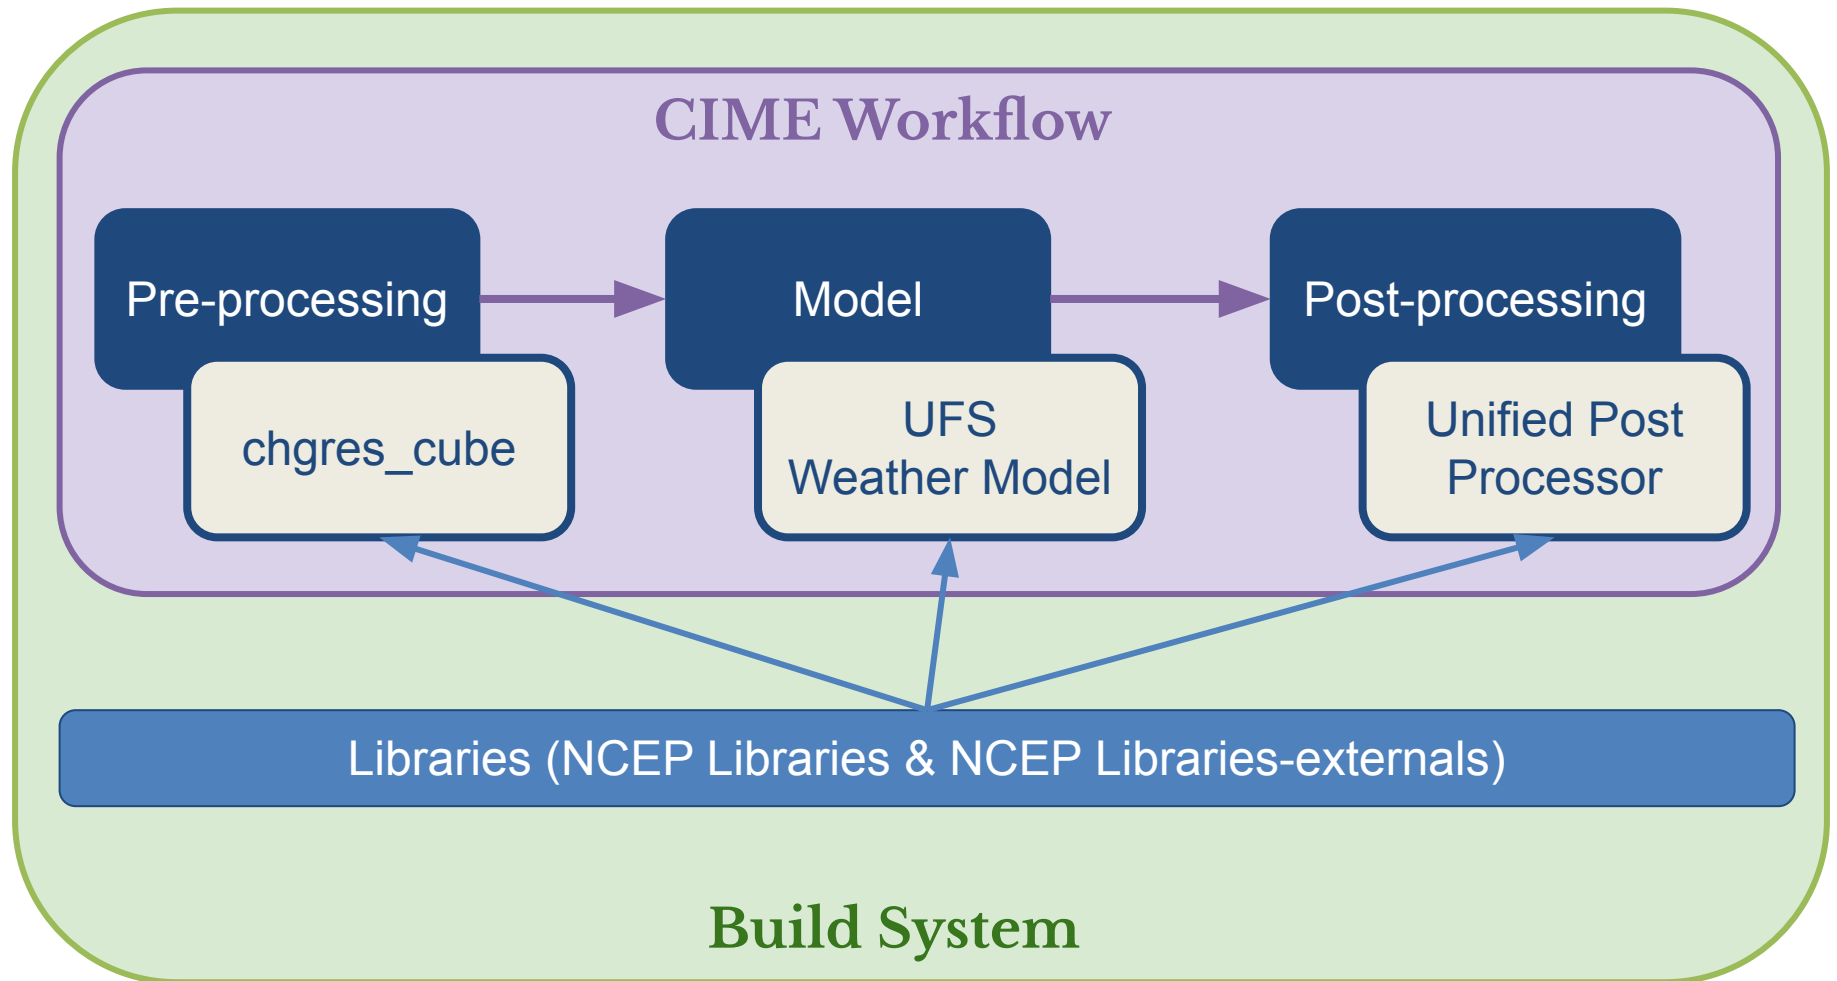 CIME Workflow
Pre-processing
Model
Post-processing
chgres_cube
UFS
Weather Model
Unified Post
Processor
Libraries (NCEP Libraries & NCEP Libraries-externals)
Build System